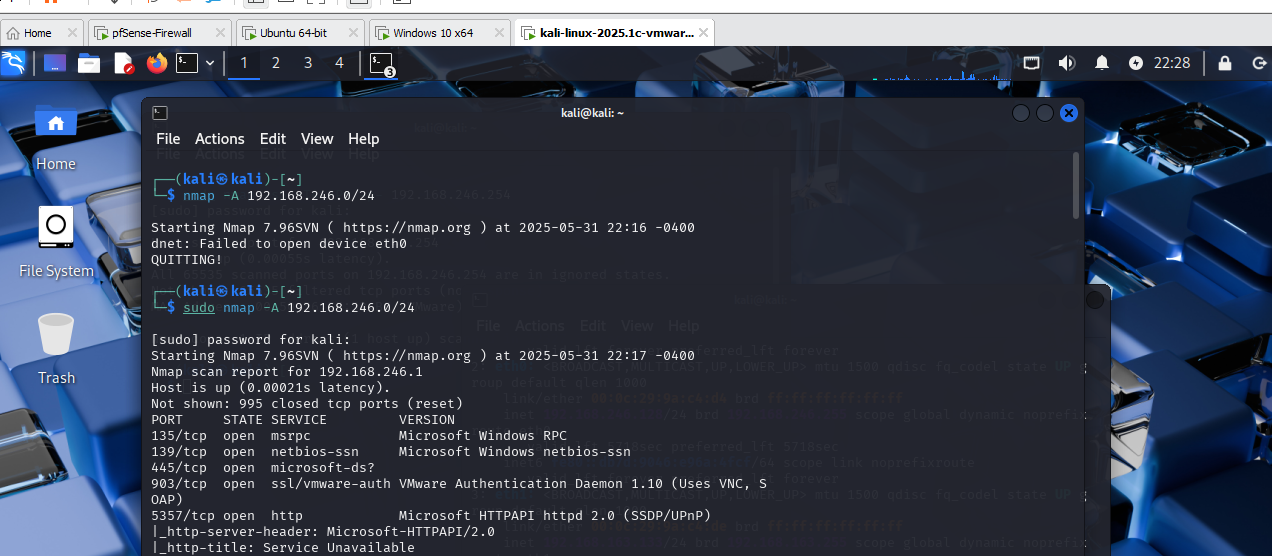 Home
pfSense-Firewall
Ubuntu 64-bit
Windows 10 x64
kali-linux-2025.1c-vmwar...
1 2 3 4
3
22:28
kali@kali: ~
File Actions Edit View Help
Home
File System
Trash
┌──(kali㉿kali)-[~]
└─$ nmap -A 192.168.246.0/24
Starting Nmap 7.96SVN ( https://nmap.org ) at 2025-05-31 22:16 -0400
dnet: Failed to open device eth0
QUITTING!
┌──(kali㉿kali)-[~]
└─$ sudo nmap -A 192.168.246.0/24
[sudo] password for kali:
Starting Nmap 7.96SVN ( https://nmap.org ) at 2025-05-31 22:17 -0400
Nmap scan report for 192.168.246.1
Host is up (0.00021s latency).
Not shown: 995 closed tcp ports (reset)
PORT     STATE SERVICE         VERSION
135/tcp  open  msrpc           Microsoft Windows RPC
139/tcp  open  netbios-ssn     Microsoft Windows netbios-ssn
445/tcp  open  microsoft-ds?
903/tcp  open  ssl/vmware-auth VMware Authentication Daemon 1.10 (Uses VNC, S
OAP)
5357/tcp open  http            Microsoft HTTPAPI httpd 2.0 (SSDP/UPnP)
|_http-server-header: Microsoft-HTTPAPI/2.0
|_http-title: Service Unavailable